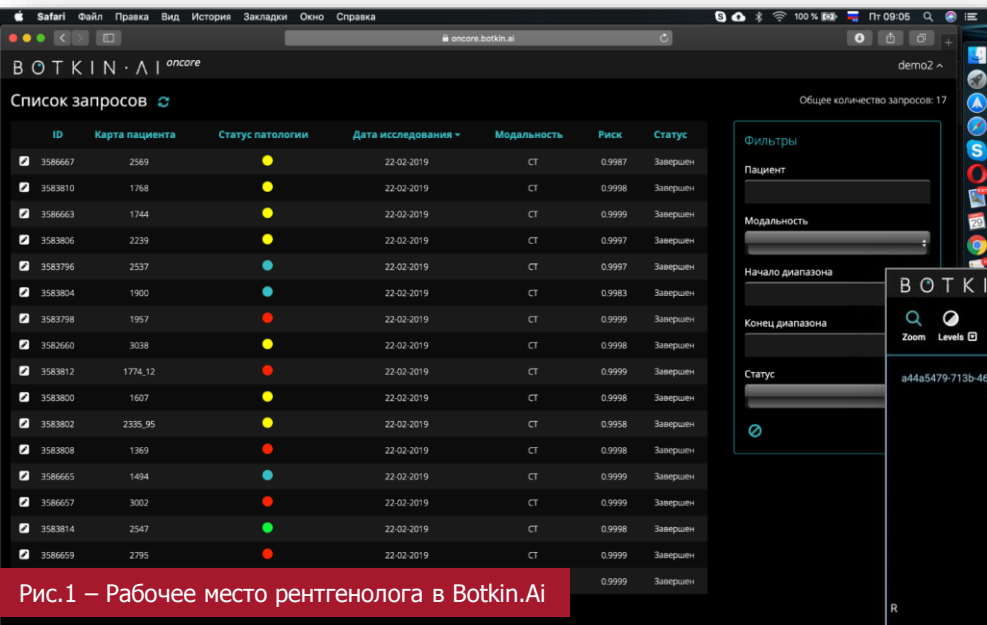 Safari Файл Правка Вид История Закладки Окно Справка 100 % Пт 09:05
oncore.botkin.ai
BOTKIN·AI oncore demo2
Список запросов Общее количество запросов: 17
ID Карта пациента Статус патологии Дата исследования Модальность Риск Статус
3586667 2569 22-02-2019 CT 0.9987 Завершен
3583810 1768 22-02-2019 CT 0.9998 Завершен
3586663 1744 22-02-2019 CT 0.9999 Завершен
3583806 2239 22-02-2019 CT 0.9997 Завершен
3583796 2537 22-02-2019 CT 0.9997 Завершен
3583804 1900 22-02-2019 CT 0.9983 Завершен
3583798 1957 22-02-2019 CT 0.9999 Завершен
3582660 3038 22-02-2019 CT 0.9998 Завершен
3583812 1774_12 22-02-2019 CT 0.9999 Завершен
3583800 1607 22-02-2019 CT 0.9998 Завершен
3583802 2335_95 22-02-2019 CT 0.9958 Завершен
3583808 1369 22-02-2019 CT 0.9998 Завершен
3586665 1494 22-02-2019 CT 0.9999 Завершен
3586657 3002 22-02-2019 CT 0.9999 Завершен
3583814 2547 22-02-2019 CT 0.9998 Завершен
3586659 2795 22-02-2019 CT 0.9999 Завершен
0.9999 Завершен
Фильтры
Пациент
Модальность
Начало диапазона
Конец диапазона
Статус
BOTKI
Zoom Levels
a44a5479-713b-46
R
Рис.1 – Рабочее место рентгенолога в Botkin.Ai